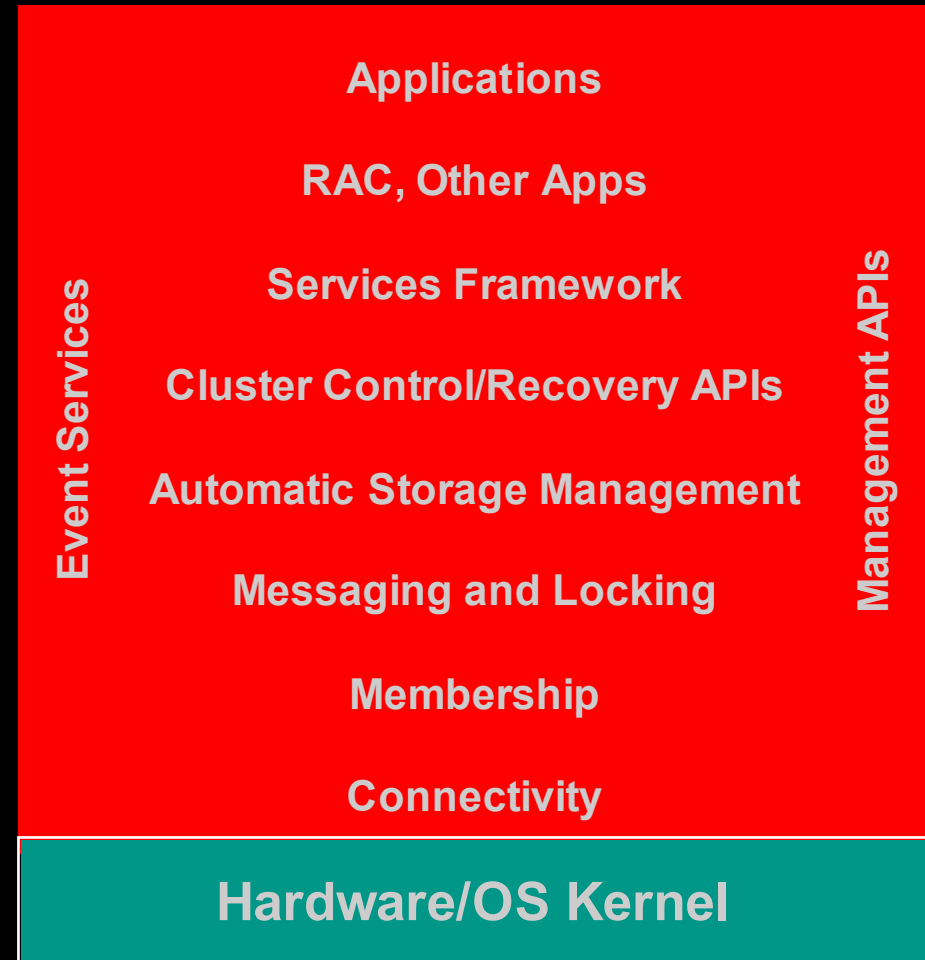 Applications
RAC, Other Apps
Services Framework
Cluster Control/Recovery APIs
Automatic Storage Management
Messaging and Locking
Membership
Connectivity
Event Services
Management APIs
Hardware/OS Kernel